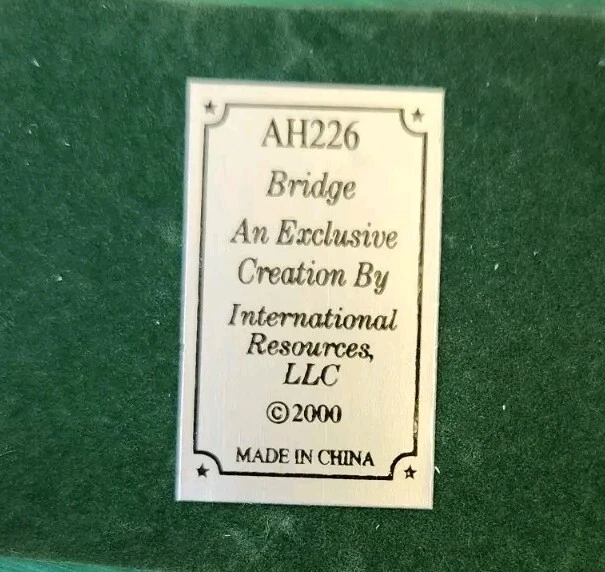 AH226
Bridge
An Exclusive
Creation By
International
Resources,
LLC
©2000
MADE IN CHINA